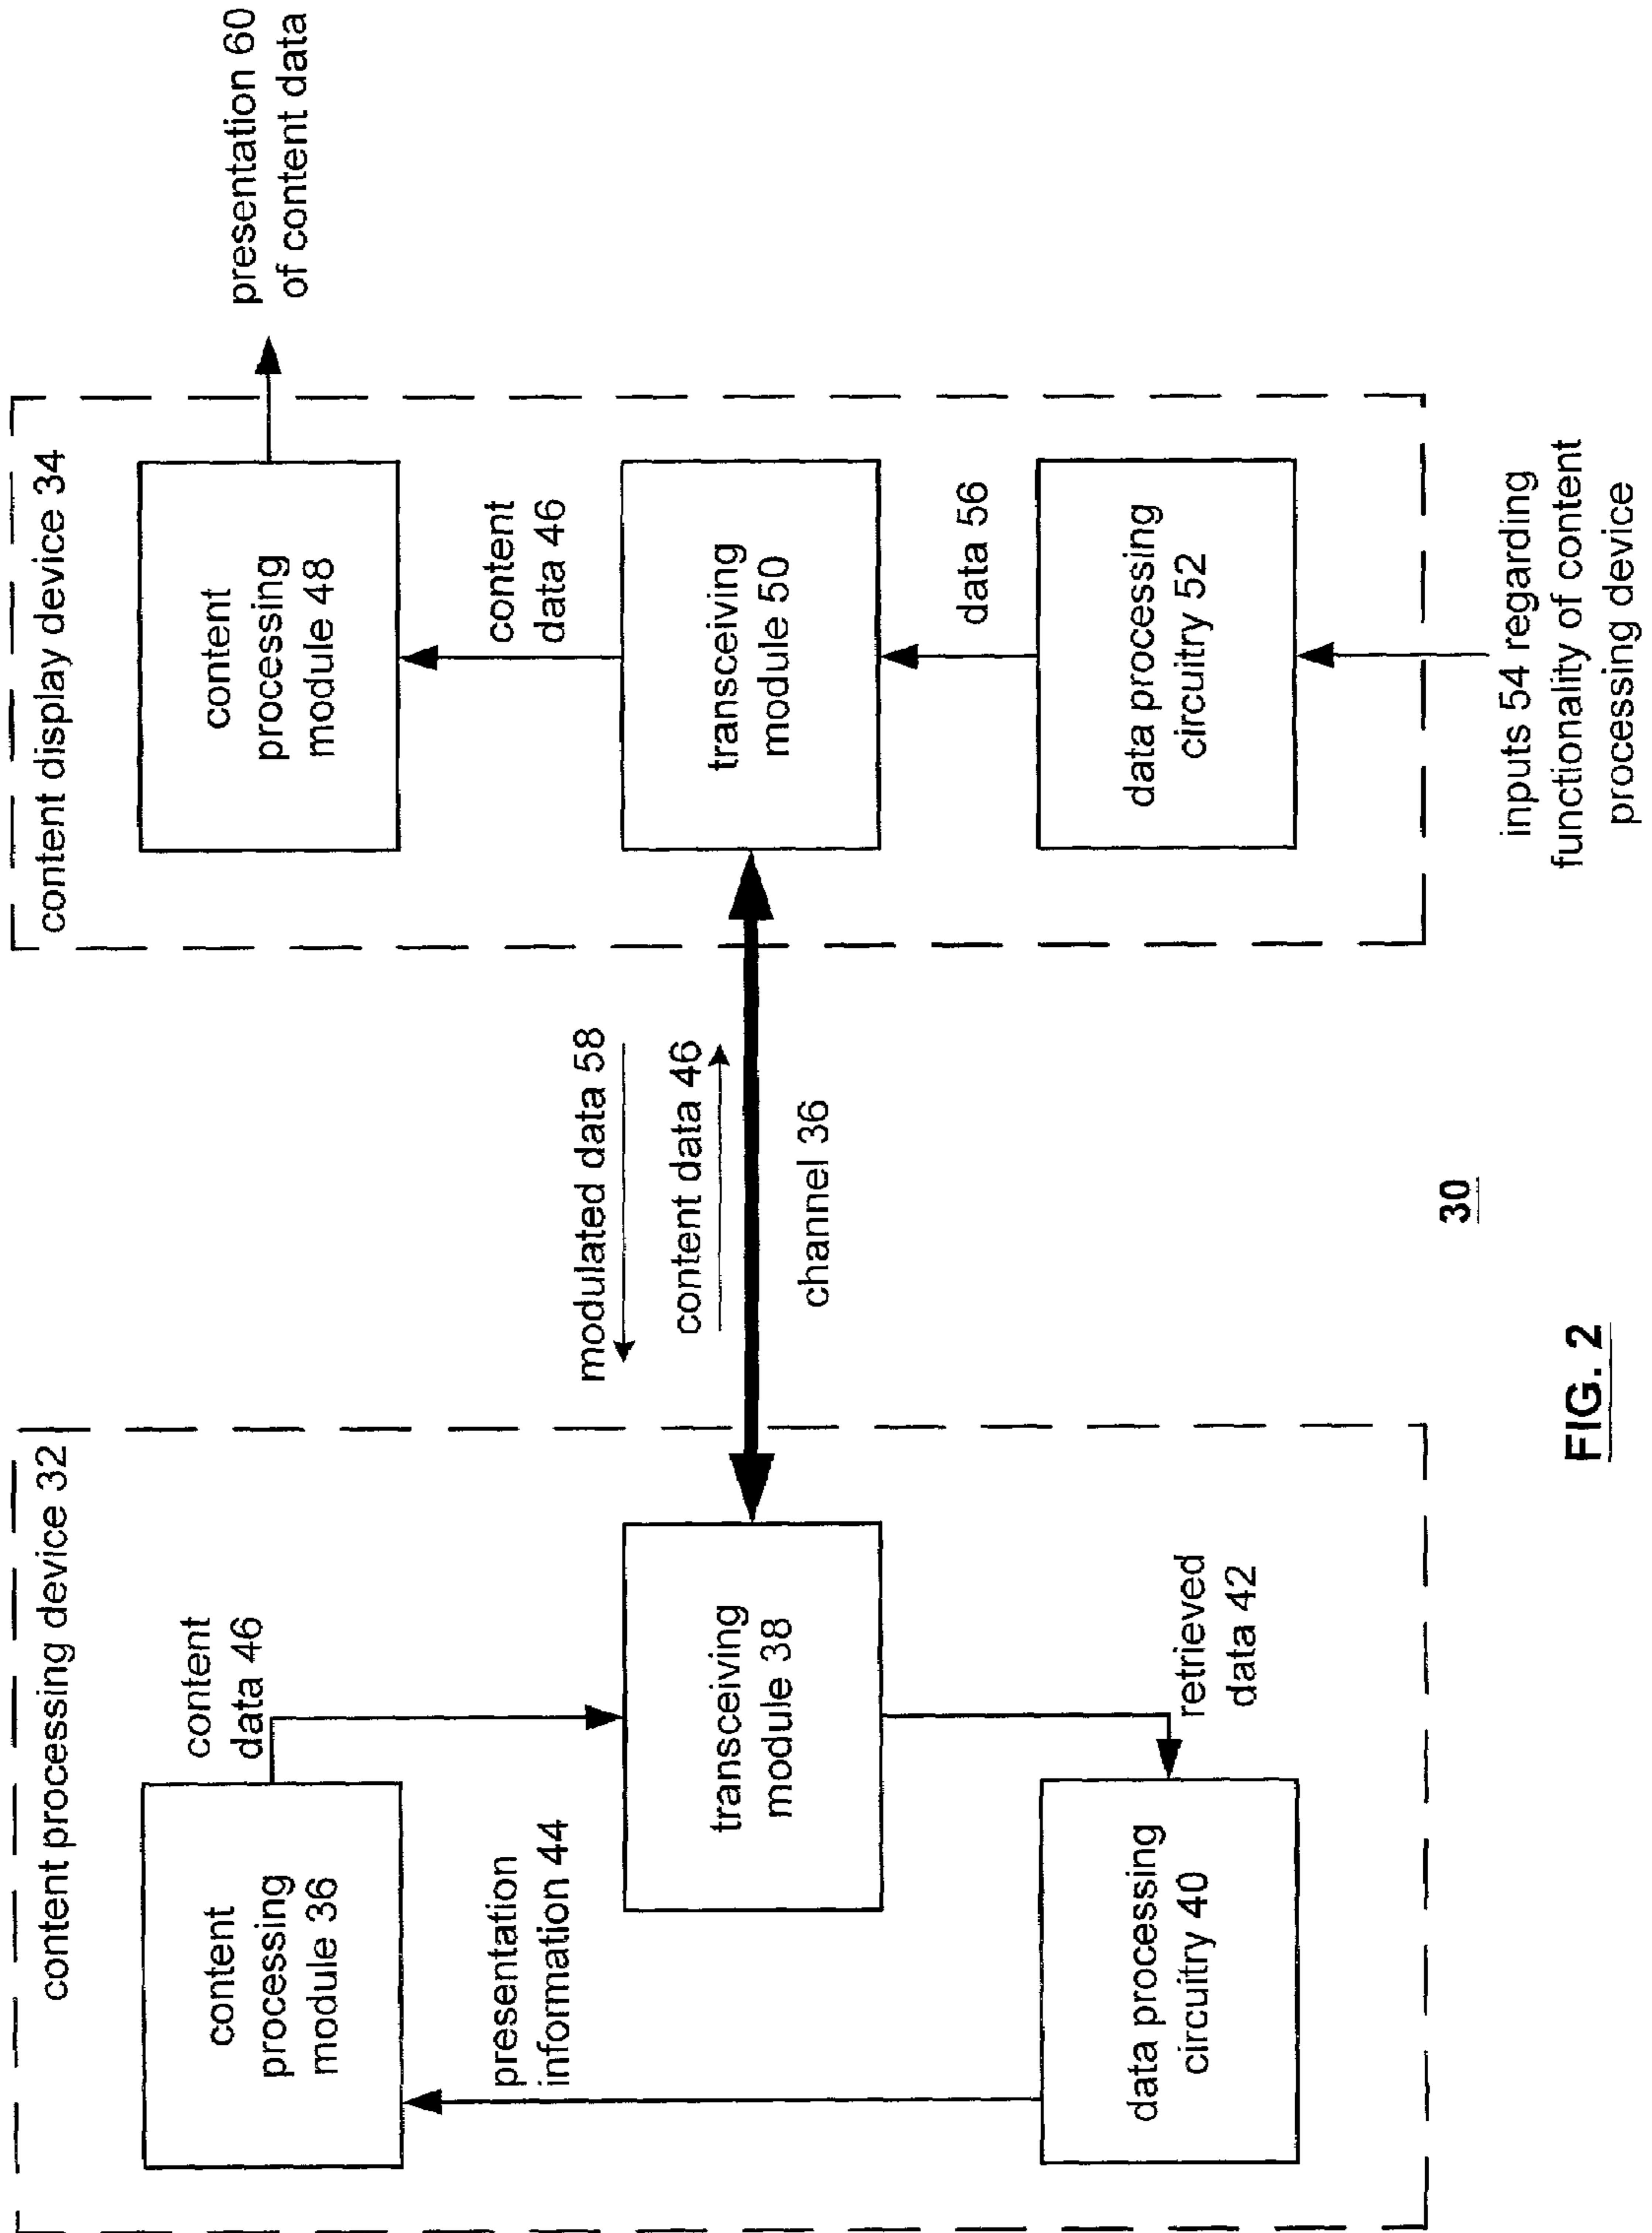 content processing device 32
content
processing
module 36
content
data 46
presentation
information 44
transceiving
module 38
retrieved
data 42
data processing
circuitry 40
modulated data 58
content data 46
channel 36
content display device 34
content
processing
module 48
presentation 60
of content data
content
data 46
transceiving
module 50
data 56
data processing
circuitry 52
inputs 54 regarding
functionality of content
processing device
30
FIG. 2